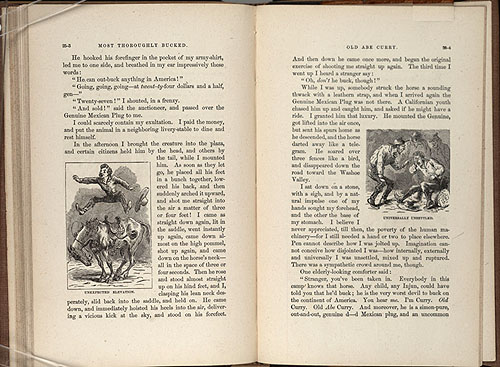 25-3 MOST THOROUGHLY BUCKED.
He hooked his forefinger in the pocket of my army-shirt,
led me to one side, and breathed in my ear impressively these
words:
"He can out-buck anything in America!"
"Going, going, going—at twent-ty-four dollars and a half,
gen—"
"Twenty-seven!" I shouted, in a frenzy.
"And sold!" said the auctioneer, and passed over the
Genuine Mexican Plug to me.
I could scarcely contain my exultation. I paid the money,
and put the animal in a neighboring livery-stable to dine and
rest himself.
In the afternoon I brought the creature into the plaza,
and certain citizens held him by the head, and others by
the tail, while I mounted
him. As soon as they let
go, he placed all his feet
in a bunch together, low-
ered his back, and then
suddenly arched it upward,
and shot me straight into
the air a matter of three
or four feet! I came as
straight down again, lit in
the saddle, went instantly
up again, came down al-
most on the high pommel,
shot up again, and came
down on the horse's neck—
all in the space of three or
four seconds. Then he rose
and stood almost straight
up on his hind feet, and I,
clasping his lean neck des-
UNEXPECTED ELEVATION.
perately, slid back into the saddle, and held on. He came
down, and immediately hoisted his heels into the air, deliver-
ing a vicious kick at the sky, and stood on his forefeet.
OLD ABE CURRY.
And then down he came once more, and began the original
exercise of shooting me straight up again. The third time I
went up I heard a stranger say:
"Oh, don't he buck, though!"
While I was up, somebody struck the horse a sounding
thwack with a leathern strap, and when I arrived again the
Genuine Mexican Plug was not there. A Californian youth
chased him up and caught him, and asked if he might have a
ride. I granted him that luxury. He mounted the Genuine,
got lifted into the air once,
but sent his spurs home as
he descended, and the horse
darted away like a tele-
gram. He soared over
three fences like a bird,
and disappeared down the
road toward the Washoe
Valley.
I sat down on a stone,
with a sigh, and by a nat-
ural impulse one of my
hands sought my forehead,
and the other the base of
my stomach. I believe I
UNIVERSALLY UNSETTLED.
never appreciated, till then, the poverty of the human ma-
chinery—for I still needed a hand or two to place elsewhere.
Pen cannot describe how I was jolted up. Imagination can-
not conceive how disjointed I was—how internally, externally
and universally I was unsettled, mixed up and ruptured.
There was a sympathetic crowd around me, though.
One elderly-looking comforter said:
"Stranger, you've been taken in. Everybody in this
camp knows that horse. Any child, any Injun, could have
told you that he'd buck; he is the very worst devil to buck on
the continent of America. You hear me. I'm Curry. Old
Curry. Old Abe Curry. And moreover, he is a simon-pure,
out-and-out, genuine d—d Mexican plug, and an uncommon